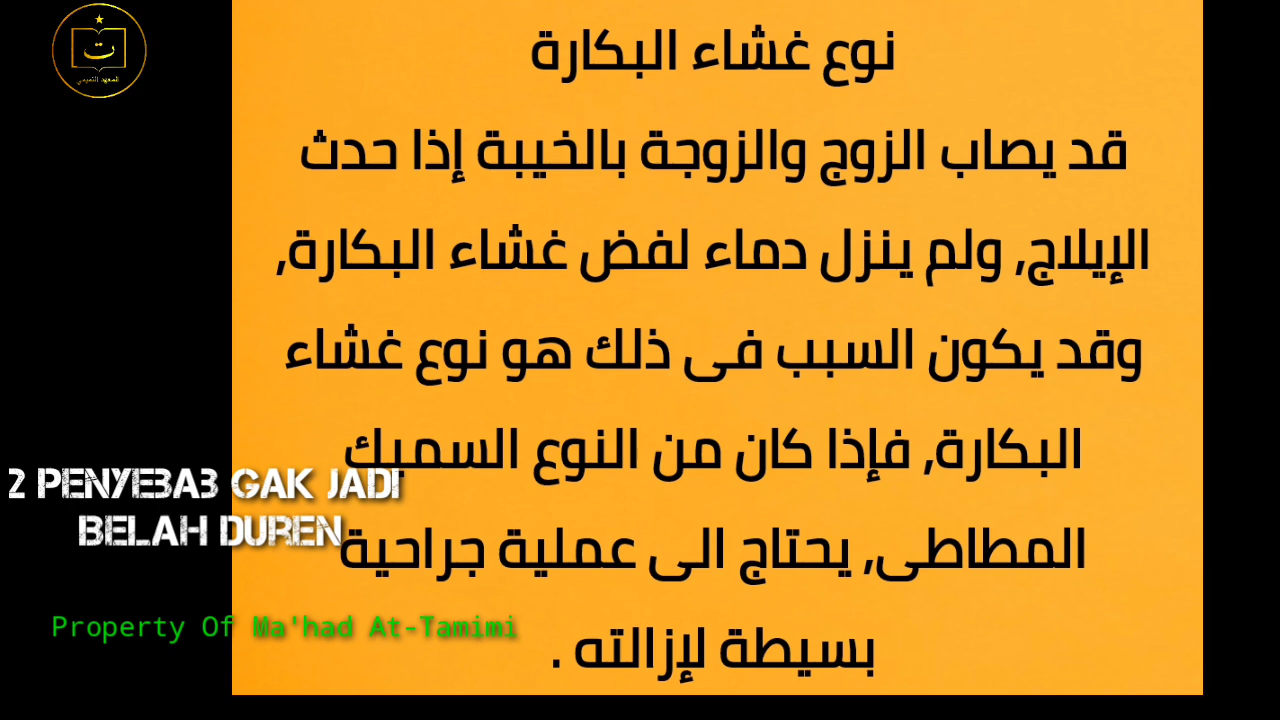 المعهد التميمي
نوع غشاء البكارة
قد يصاب الزوج والزوجة بالخيبة إذا حدث
الإيلاج, ولم ينزل دماء لفض غشاء البكارة,
وقد يكون السبب فى ذلك هو نوع غشاء
البكارة, فإذا كان من النوع السميك
المطاطى, يحتاج الى عملية جراحية
بسيطة لإزالته .
2 PENYEBAB GAK JADI
BELAH DUREN
Property Of Ma'had At-Tamimi